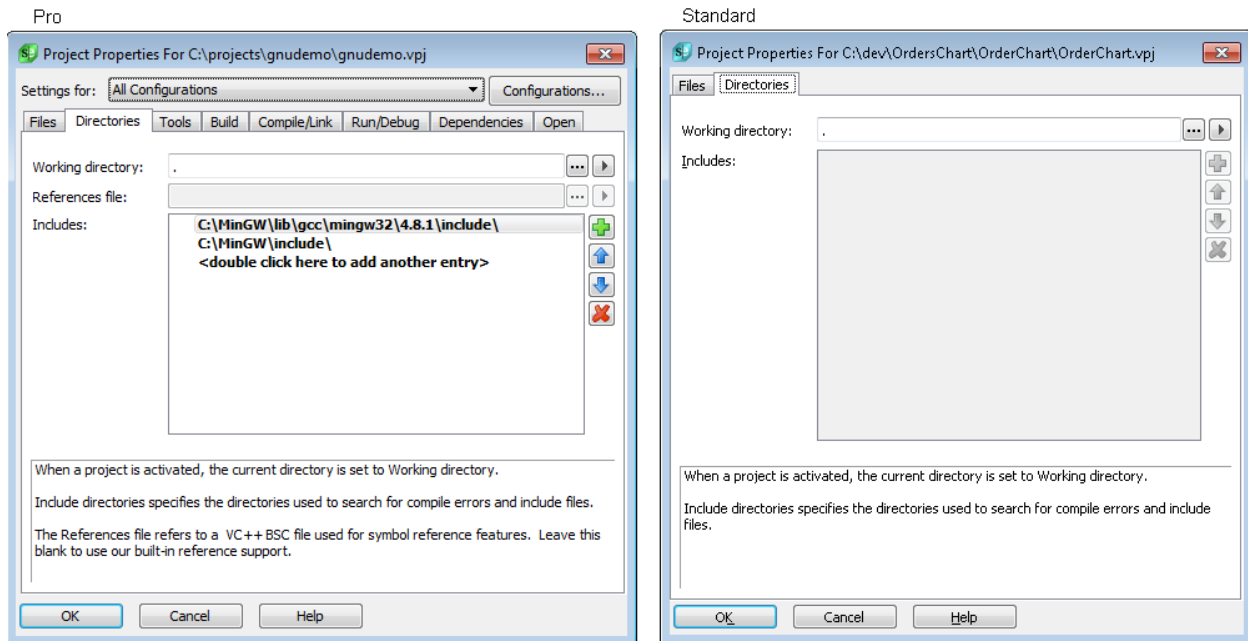 Pro
Project Properties For C:\projects\gnudemo\gnudemo.vpj
Settings for: All Configurations Configurations...
Files Directories Tools Build Compile/Link Run/Debug Dependencies Open
Working directory: . ...
References file: ...
Includes: C:\MinGW\lib\gcc\mingw32\4.8.1\include\
C:\MinGW\include\
<double click here to add another entry>
When a project is activated, the current directory is set to Working directory.
Include directories specifies the directories used to search for compile errors and include files.
The References file refers to a VC++ BSC file used for symbol reference features. Leave this
blank to use our built-in reference support.
OK Cancel Help
Standard
Project Properties For C:\dev\OrdersChart\OrderChart\OrderChart.vpj
Files Directories
Working directory: . ...
Includes:
When a project is activated, the current directory is set to Working directory.
Include directories specifies the directories used to search for compile errors and include
files.
OK Cancel Help